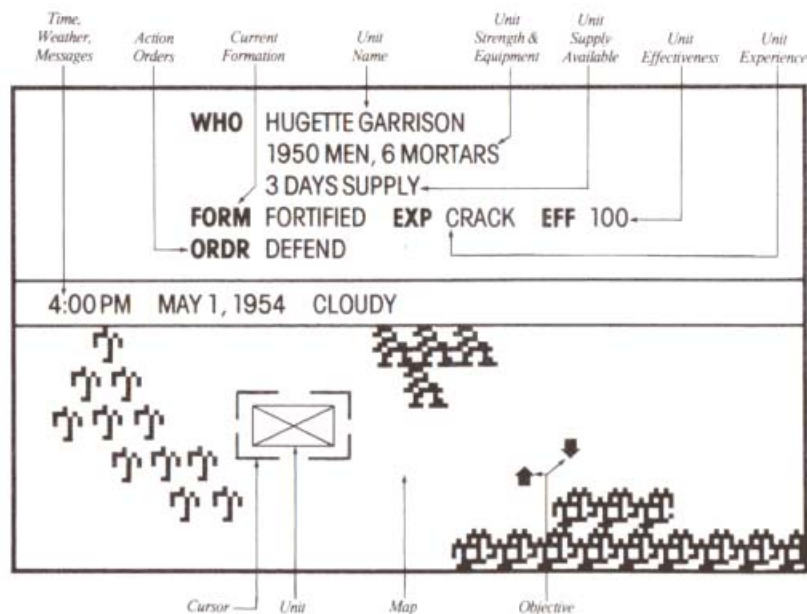 Time,
Weather,
Messages
Action
Orders
Current
Formation
Unit
Name
Unit
Strength &
Equipment
Unit
Supply
Available
Unit
Effectiveness
Unit
Experience
WHO HUGETTE GARRISON
1950 MEN, 6 MORTARS
3 DAYS SUPPLY
FORM FORTIFIED EXP CRACK EFF 100
ORDR DEFEND
4:00 PM MAY 1, 1954 CLOUDY
Cursor
Unit
Map
Objective